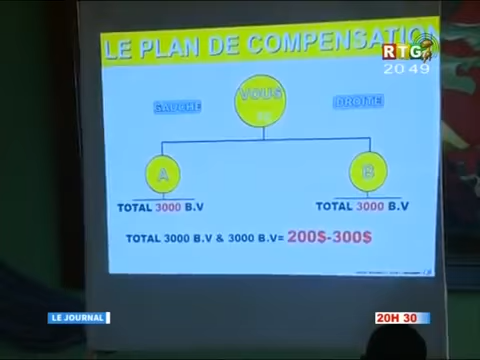 LE PLAN DE COMPENSATION
RTG
20 49
GAUCHE
VOUS
DROITE
A
B
TOTAL 3000 B.V
TOTAL 3000 B.V
TOTAL 3000 B.V & 3000 B.V= 200$-300$
LE JOURNAL
20H 30